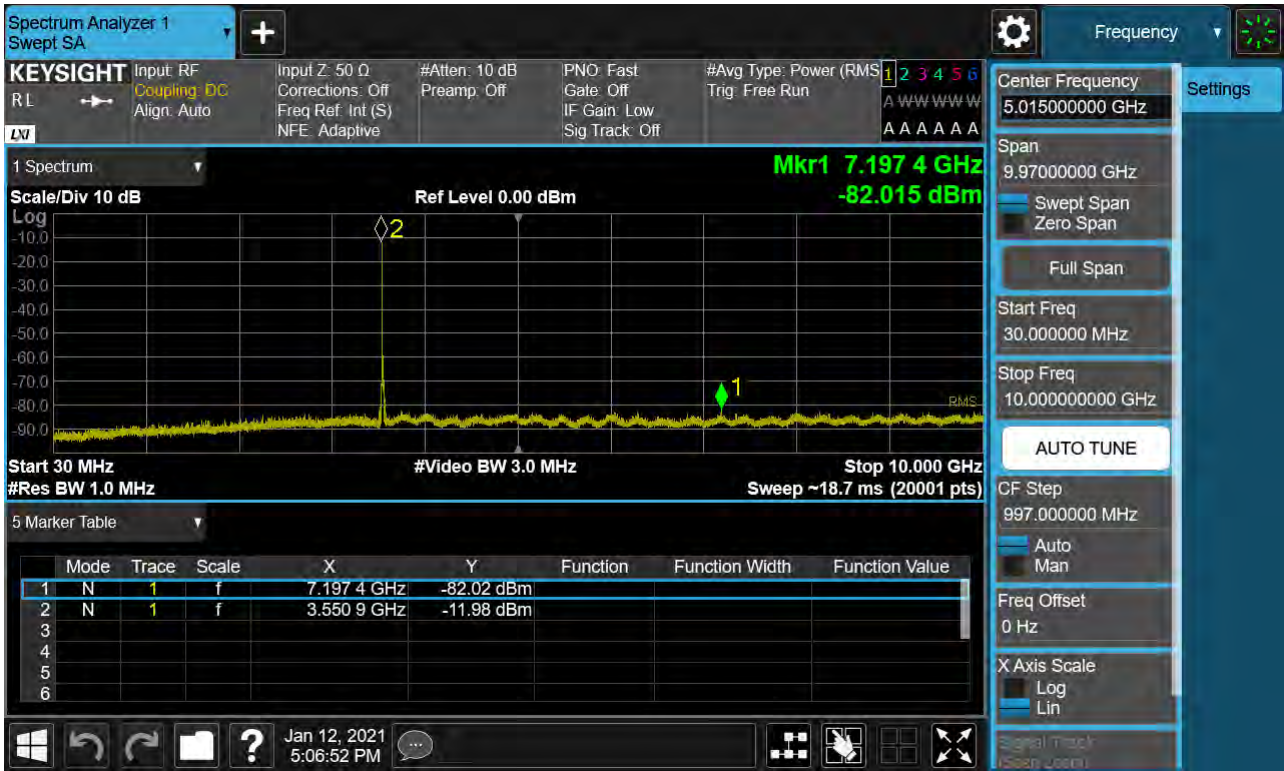 Spectrum Analyzer 1
Swept SA
+
Frequency
KEYSIGHT
RL
LXI
Input: RF
Coupling: DC
Align: Auto
Input Z: 50 Ω
Corrections: Off
Freq Ref: Int (S)
NFE: Adaptive
#Atten: 10 dB
Preamp: Off
PNO: Fast
Gate: Off
IF Gain: Low
Sig Track: Off
#Avg Type: Power (RMS
Trig: Free Run
1 2 3 4 5 6
A W W W W W
A A A A A A
1 Spectrum
Mkr1 7.197 4 GHz
Scale/Div 10 dB
Ref Level 0.00 dBm
-82.015 dBm
Log
-10.0
-20.0
-30.0
-40.0
-50.0
-60.0
-70.0
-80.0
-90.0
2
1
RMS
Start 30 MHz
#Video BW 3.0 MHz
Stop 10.000 GHz
#Res BW 1.0 MHz
Sweep ~18.7 ms (20001 pts)
5 Marker Table
Mode Trace Scale X Y Function Function Width Function Value
1 N 1 f 7.197 4 GHz -82.02 dBm
2 N 1 f 3.550 9 GHz -11.98 dBm
3
4
5
6
?
Jan 12, 2021
5:06:52 PM
Center Frequency
5.015000000 GHz
Settings
Span
9.97000000 GHz
Swept Span
Zero Span
Full Span
Start Freq
30.000000 MHz
Stop Freq
10.000000000 GHz
AUTO TUNE
CF Step
997.000000 MHz
Auto
Man
Freq Offset
0 Hz
X Axis Scale
Log
Lin
Signal Track
(Span Zoom)